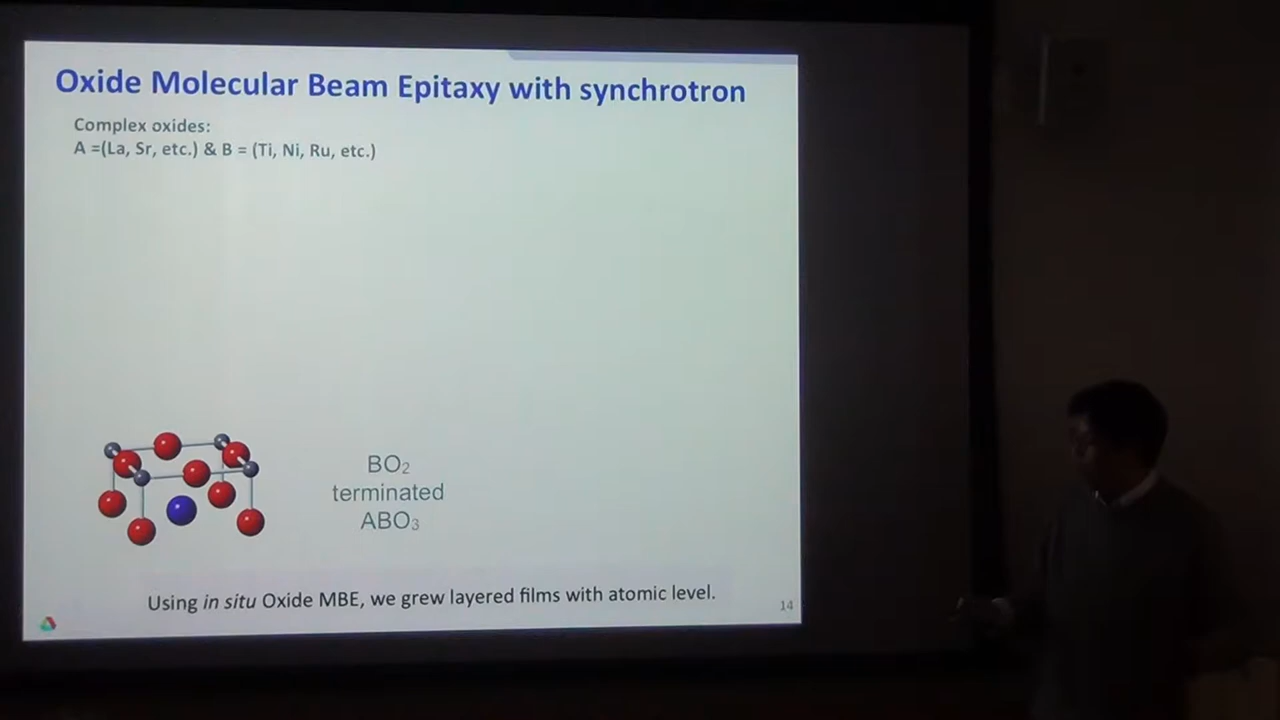 Oxide Molecular Beam Epitaxy with synchrotron
Complex oxides:
A =(La, Sr, etc.) & B = (Ti, Ni, Ru, etc.)
BO₂
terminated
ABO₃
Using in situ Oxide MBE, we grew layered films with atomic level.
14